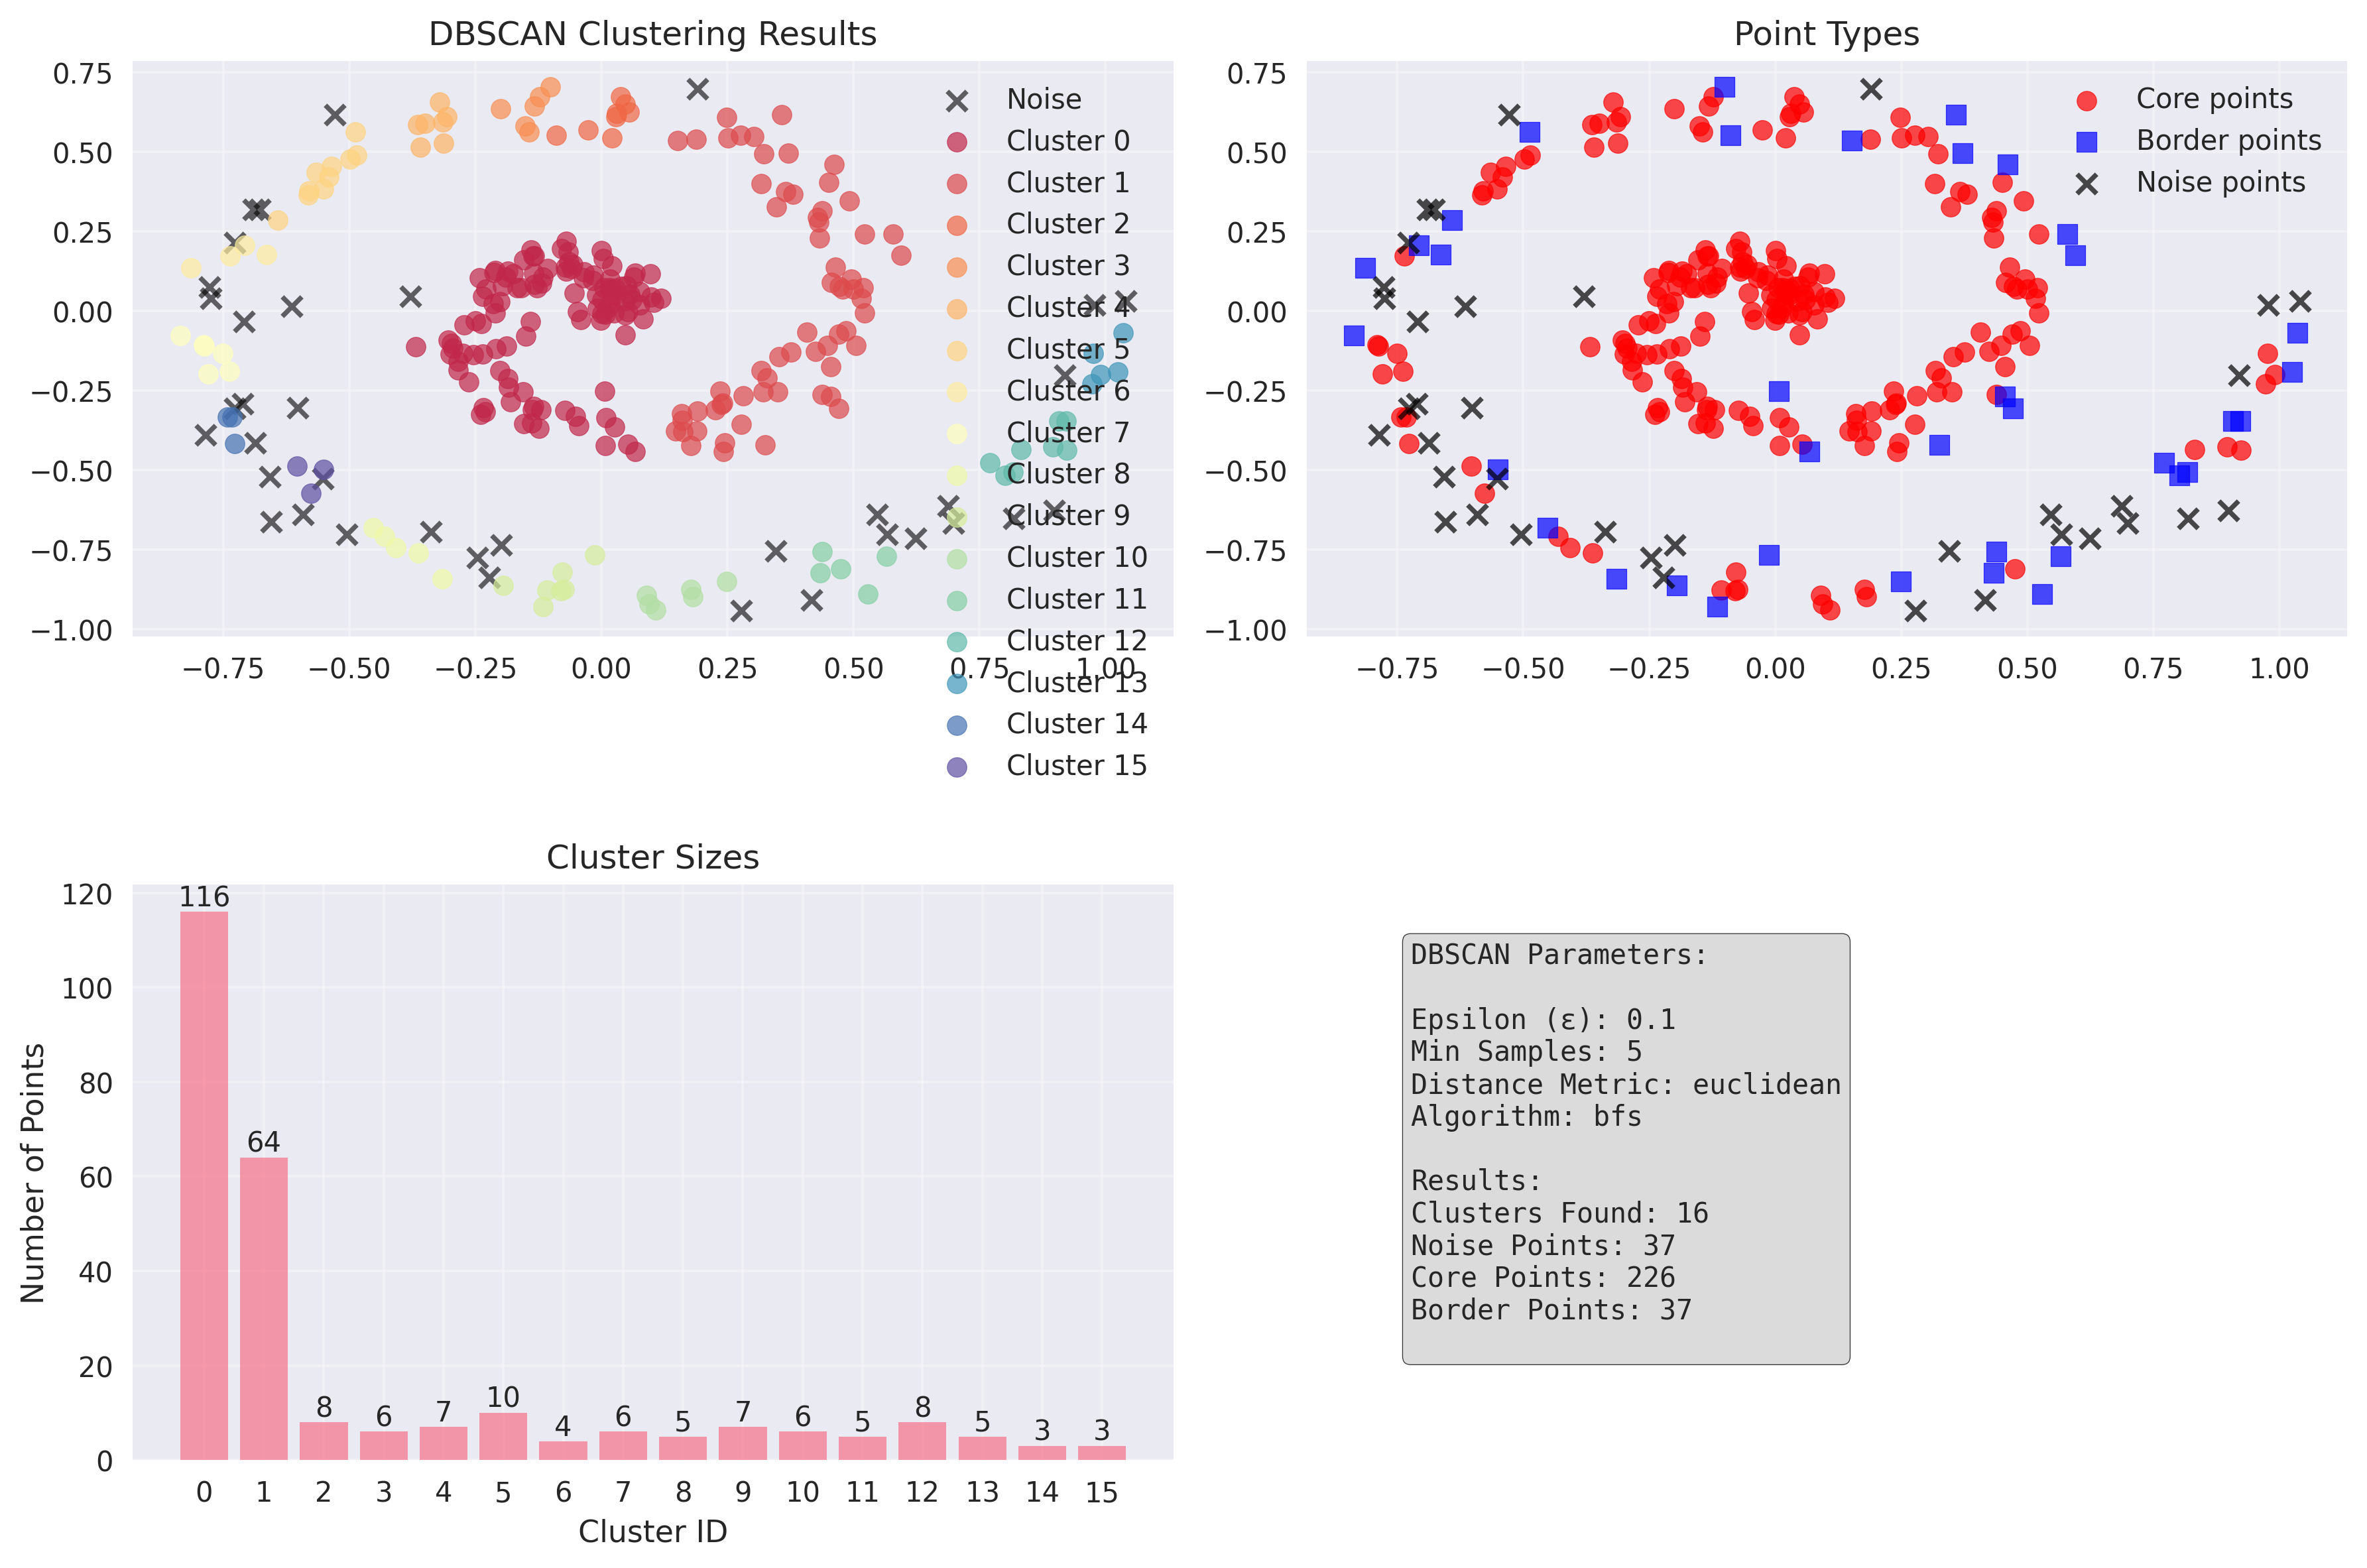 DBSCAN Clustering Results
0.75
0.50
0.25
0.00
−0.25
−0.50
−0.75
−1.00
−0.75
−0.50
−0.25
0.00
0.25
0.50
0.75
1.00
Noise
Cluster 0
Cluster 1
Cluster 2
Cluster 3
Cluster 4
Cluster 5
Cluster 6
Cluster 7
Cluster 8
Cluster 9
Cluster 10
Cluster 11
Cluster 12
Cluster 13
Cluster 14
Cluster 15
Point Types
0.75
0.50
0.25
0.00
−0.25
−0.50
−0.75
−1.00
−0.75
−0.50
−0.25
0.00
0.25
0.50
0.75
1.00
Core points
Border points
Noise points
Cluster Sizes
Number of Points
120
100
80
60
40
20
0
116
64
8
6
7
10
4
6
5
7
6
5
8
5
3
3
0
1
2
3
4
5
6
7
8
9
10
11
12
13
14
15
Cluster ID
DBSCAN Parameters:
Epsilon (ε): 0.1
Min Samples: 5
Distance Metric: euclidean
Algorithm: bfs
Results:
Clusters Found: 16
Noise Points: 37
Core Points: 226
Border Points: 37